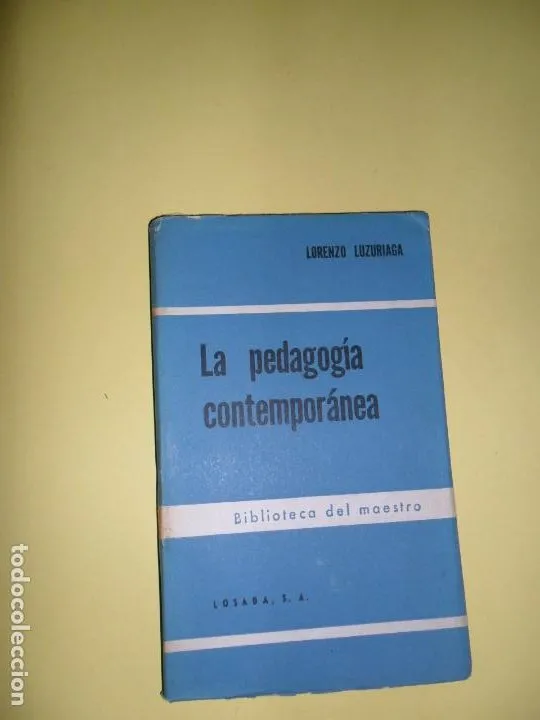 LORENZO LUZURIAGA
La pedagogía
contemporánea
Biblioteca del maestro
LOSADA, S. A.
todocoleccion